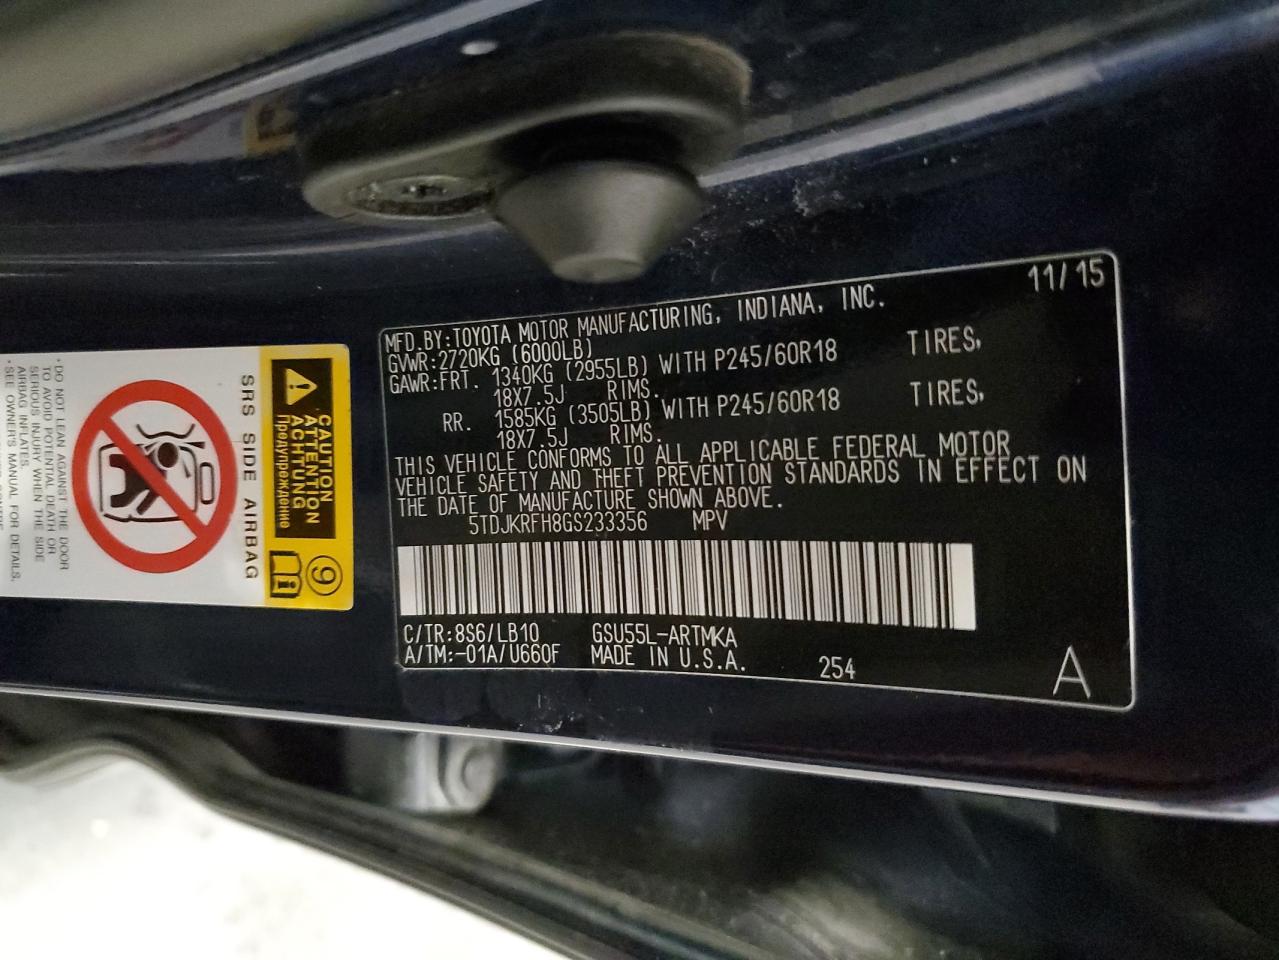 11/15
MFD.BY:TOYOTA MOTOR MANUFACTURING, INDIANA, INC.
GVWR:2720KG (6000LB)
GAWR:FRT. 1340KG (2955LB) WITH P245/60R18 TIRES,
18X7.5J RIMS.
RR. 1585KG (3505LB) WITH P245/60R18 TIRES,
18X7.5J RIMS.
THIS VEHICLE CONFORMS TO ALL APPLICABLE FEDERAL MOTOR
VEHICLE SAFETY AND THEFT PREVENTION STANDARDS IN EFFECT ON
THE DATE OF MANUFACTURE SHOWN ABOVE.
5TDJKRFH8GS233356 MPV
C/TR:8S6/LB10 GSU55L-ARTMKA
A/TM:-01A/U660F MADE IN U.S.A. 254
A
CAUTION
ATTENTION
ACHTUNG
Предупреждение
9
i
SRS SIDE AIRBAG
•DO NOT LEAN AGAINST THE DOOR
TO AVOID POTENTIAL DEATH OR
SERIOUS INJURY WHEN THE SIDE
AIRBAG INFLATES.
•SEE OWNER'S MANUAL FOR DETAILS.